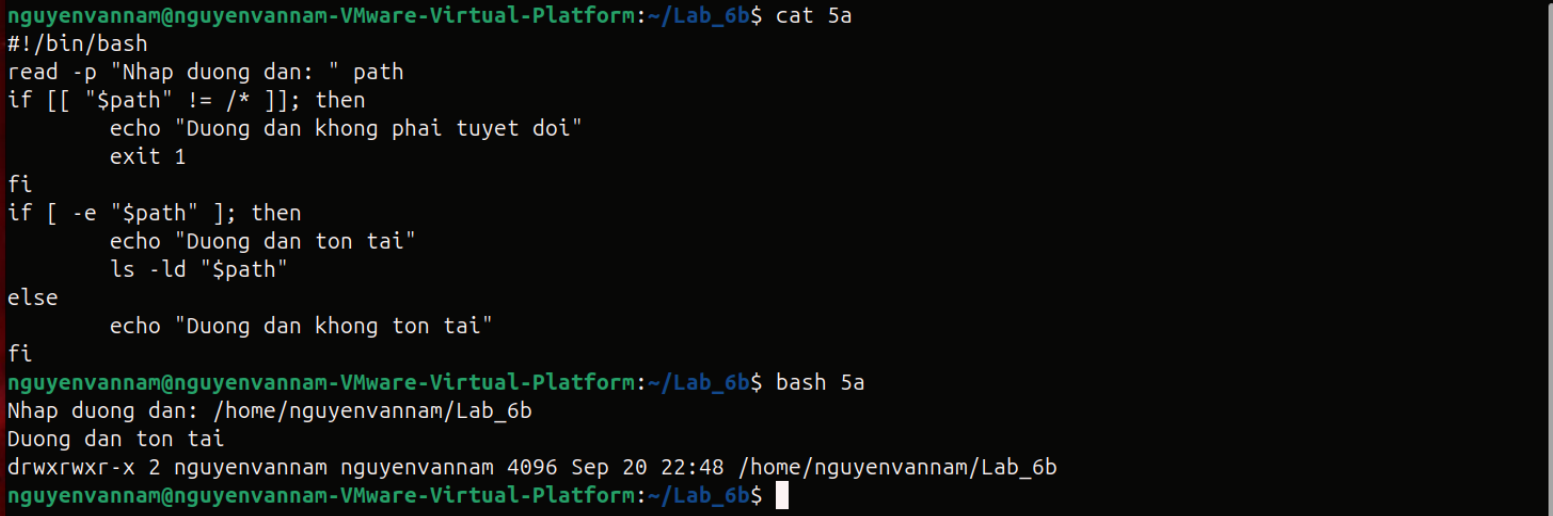 nguyenvannam@nguyenvannam-VMware-Virtual-Platform:~/Lab_6b$ cat 5a
#!/bin/bash
read -p "Nhap duong dan: " path
if [[ "$path" != /* ]]; then
        echo "Duong dan khong phai tuyet doi"
        exit 1
fi
if [ -e "$path" ]; then
        echo "Duong dan ton tai"
        ls -ld "$path"
else
        echo "Duong dan khong ton tai"
fi
nguyenvannam@nguyenvannam-VMware-Virtual-Platform:~/Lab_6b$ bash 5a
Nhap duong dan: /home/nguyenvannam/Lab_6b
Duong dan ton tai
drwxrwxr-x 2 nguyenvannam nguyenvannam 4096 Sep 20 22:48 /home/nguyenvannam/Lab_6b
nguyenvannam@nguyenvannam-VMware-Virtual-Platform:~/Lab_6b$